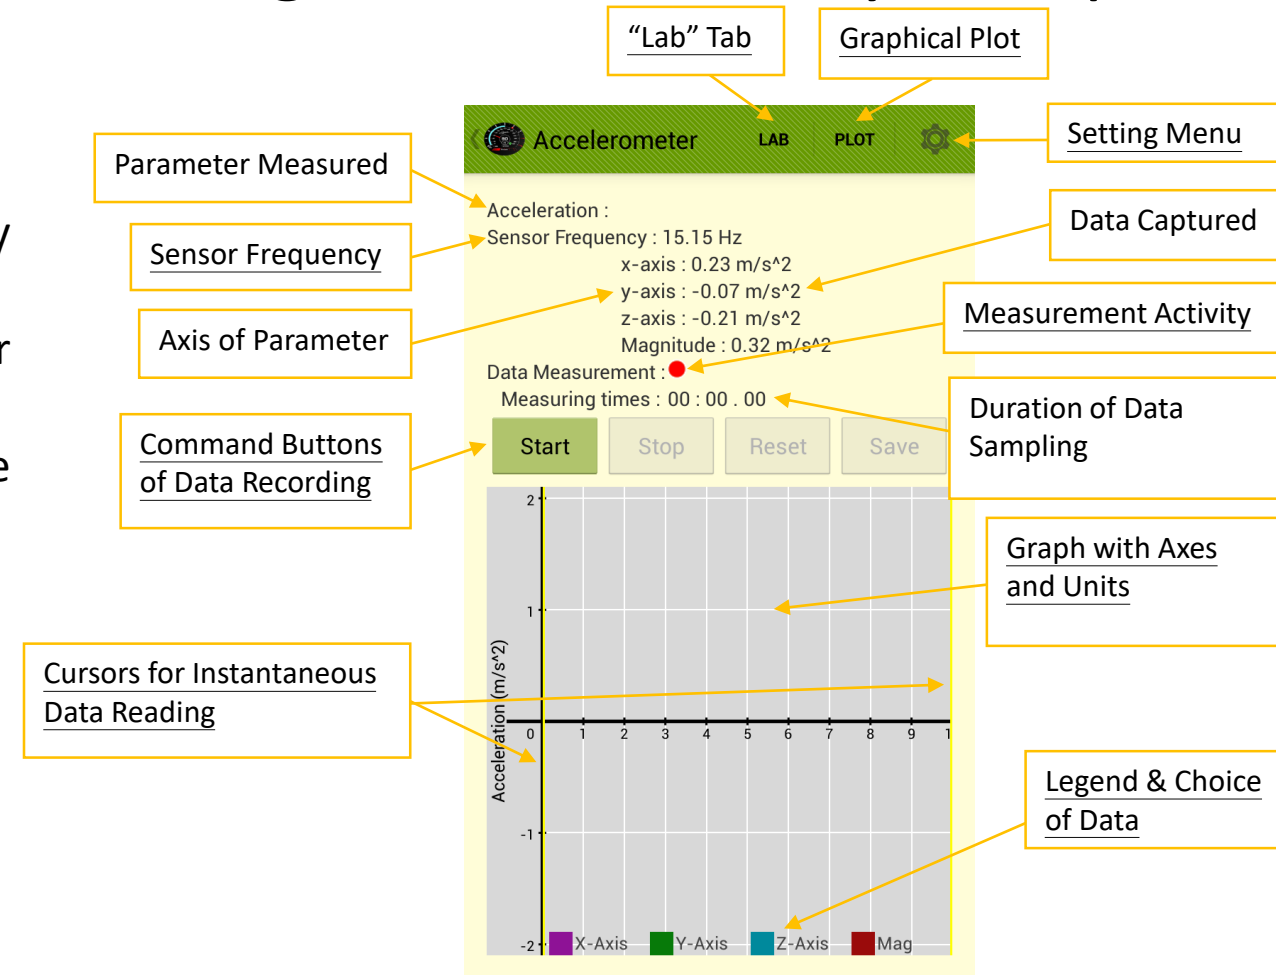 “Lab” Tab
Graphical Plot
Setting Menu
Accelerometer
LAB
PLOT
Parameter Measured
Acceleration :
Data Captured
Sensor Frequency
Sensor Frequency : 15.15 Hz
x-axis : 0.23 m/s^2
y-axis : -0.07 m/s^2
z-axis : -0.21 m/s^2
Magnitude : 0.32 m/s^2
Axis of Parameter
Measurement Activity
Data Measurement :
Measuring times : 00 : 00 . 00
Duration of Data
Sampling
Command Buttons
of Data Recording
Start
Stop
Reset
Save
Graph with Axes
and Units
Cursors for Instantaneous
Data Reading
2
1
0 1 2 3 4 5 6 7 8 9 1
-1
-2
Acceleration (m/s^2)
Legend & Choice
of Data
X-Axis
Y-Axis
Z-Axis
Mag